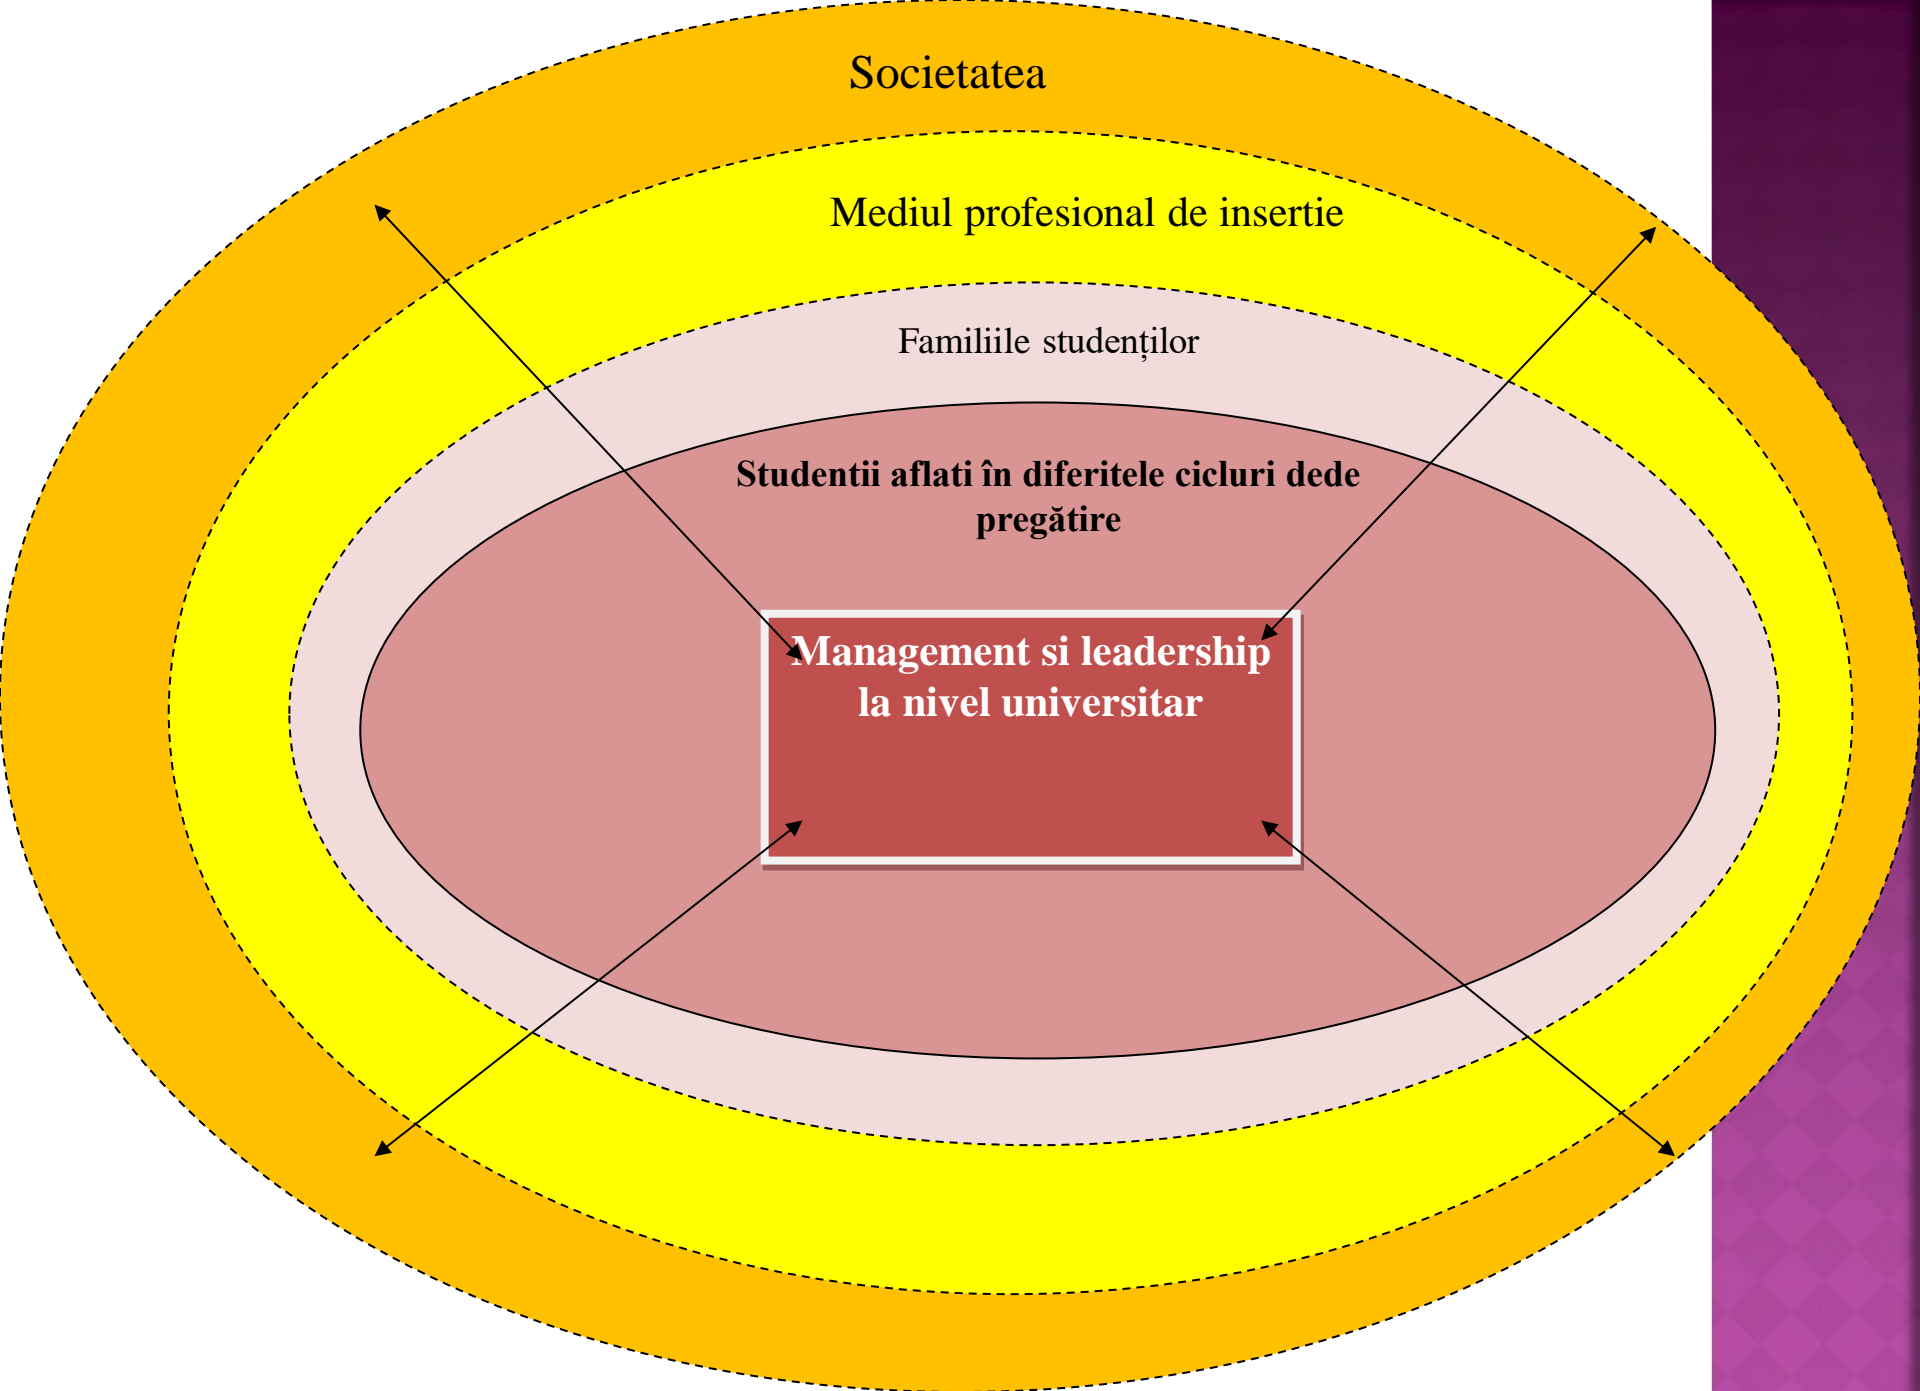 Societatea
Mediul profesional de insertie
Familiile studenților
Studentii aflati în diferitele cicluri dede
pregătire
Management si leadership
la nivel universitar